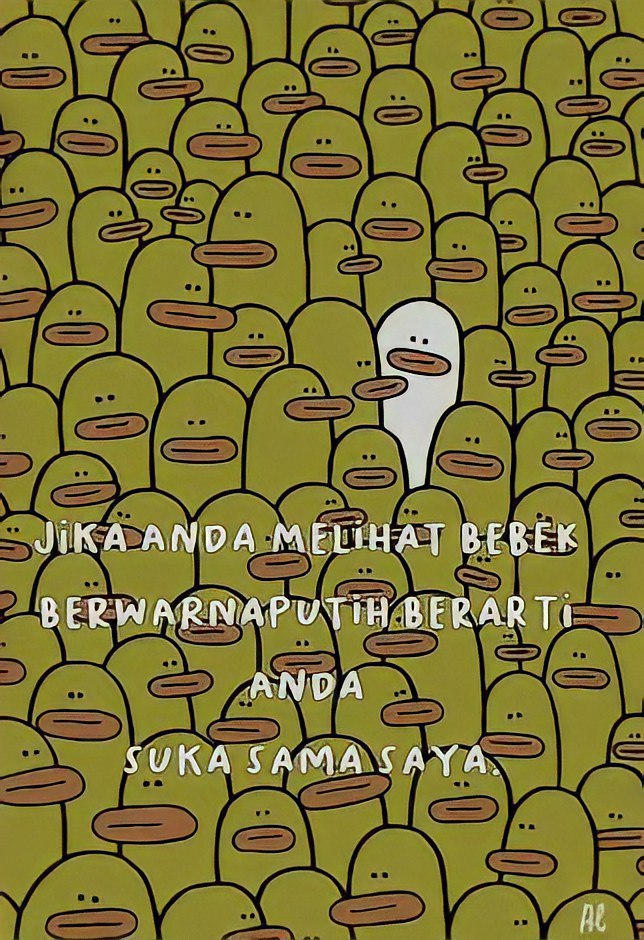 JiKA ANDA MELiHAT BEBEK
BERWARNAPUTiH BERARTi
ANDA
SUKA SAMA SAYA.
Al